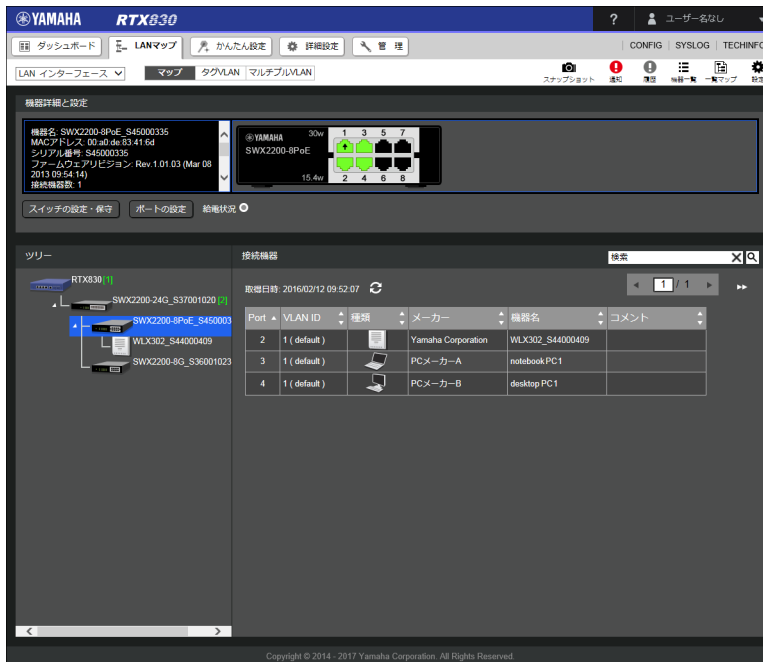 YAMAHA RTX830 ? ユーザーなし
ダッシュボード LANマップ かんたん設定 詳細設定 管 理 CONFIG SYSLOG TECHINFO
LAN インターフェース マップ タグVLAN マルチプルVLAN スナップショット 通知 履歴 機器一覧 一覧マップ 設定
機器詳細と設定
機器名: SWX2200-8PoE_S45000335
MACアドレス: 00:a0:de:83:41:6d
シリアル番号: S45000335
ファームウェアリビジョン: Rev.1.01.03 (Mar 08
2013 09:54:14)
接続機器数: 1
YAMAHA 30w 1 3 5 7
SWX2200-8PoE
15.4w 2 4 6 8
スイッチの設定・保守 ポートの設定 給電状況
ツリー
RTX830 [1]
SWX2200-24G_S37001020 [2]
SWX2200-8PoE_S450003
WLX302_S44000409
SWX2200-8G_S36001023
接続機器 検索
取得日時: 2016/02/12 09:52:07 1 / 1
Port VLAN ID 種類 メーカー 機器名 コメント
2 1 ( default ) Yamaha Corporation WLX302_S44000409
3 1 ( default ) PCメーカーA notebook PC1
4 1 ( default ) PCメーカーB desktop PC1
Copyright © 2014 - 2017 Yamaha Corporation. All Rights Reserved.